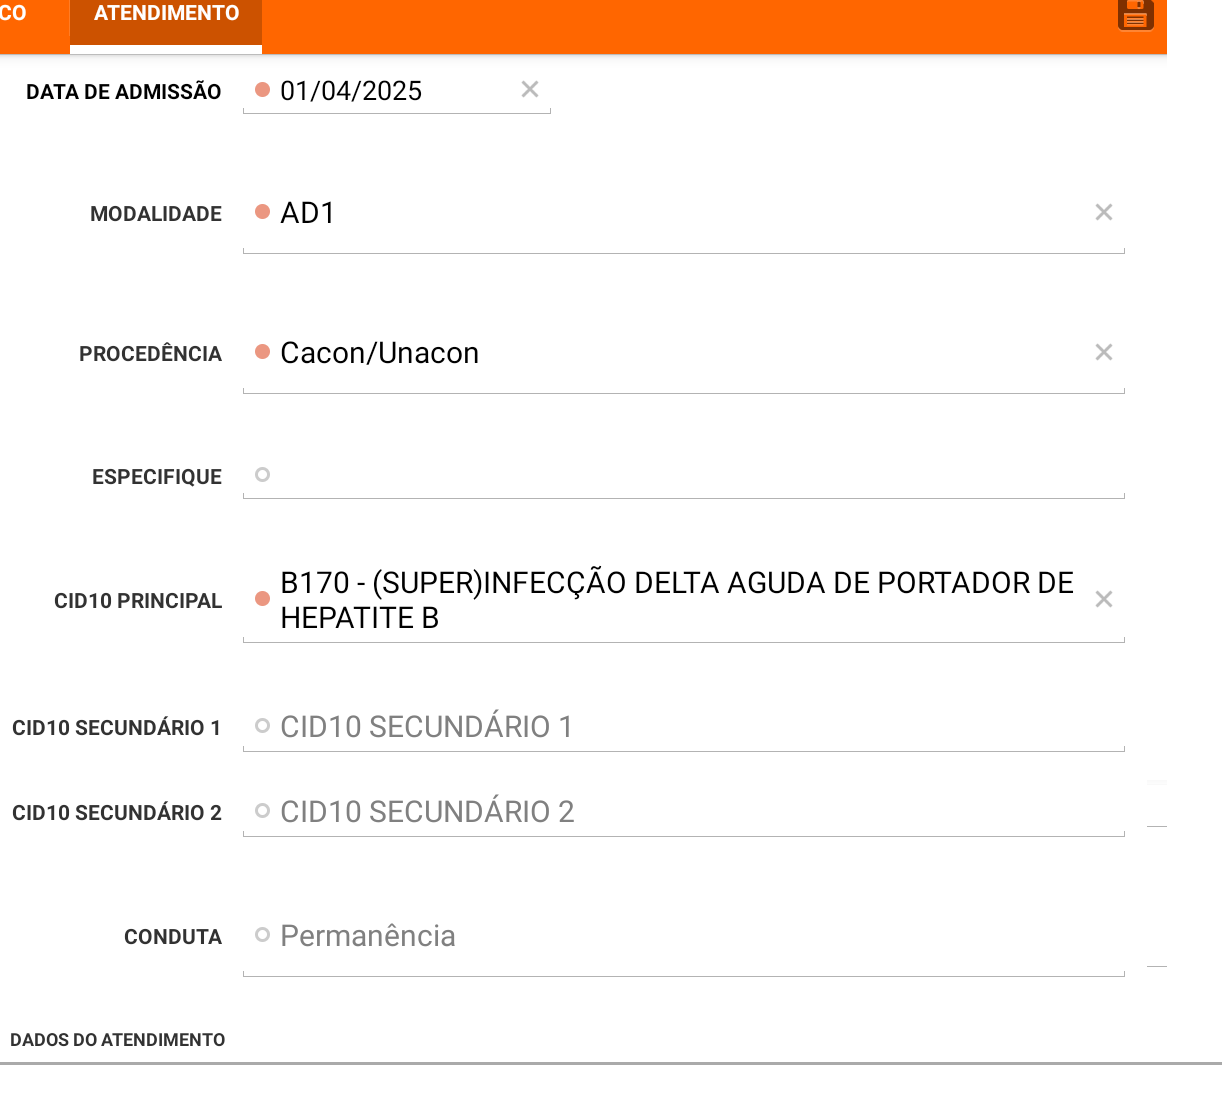 CO
ATENDIMENTO
DATA DE ADMISSÃO
01/04/2025
MODALIDADE
AD1
PROCEDÊNCIA
Cacon/Unacon
ESPECIFIQUE
CID10 PRINCIPAL
B170 - (SUPER)INFECÇÃO DELTA AGUDA DE PORTADOR DE
HEPATITE B
CID10 SECUNDÁRIO 1
CID10 SECUNDÁRIO 1
CID10 SECUNDÁRIO 2
CID10 SECUNDÁRIO 2
CONDUTA
Permanência
DADOS DO ATENDIMENTO